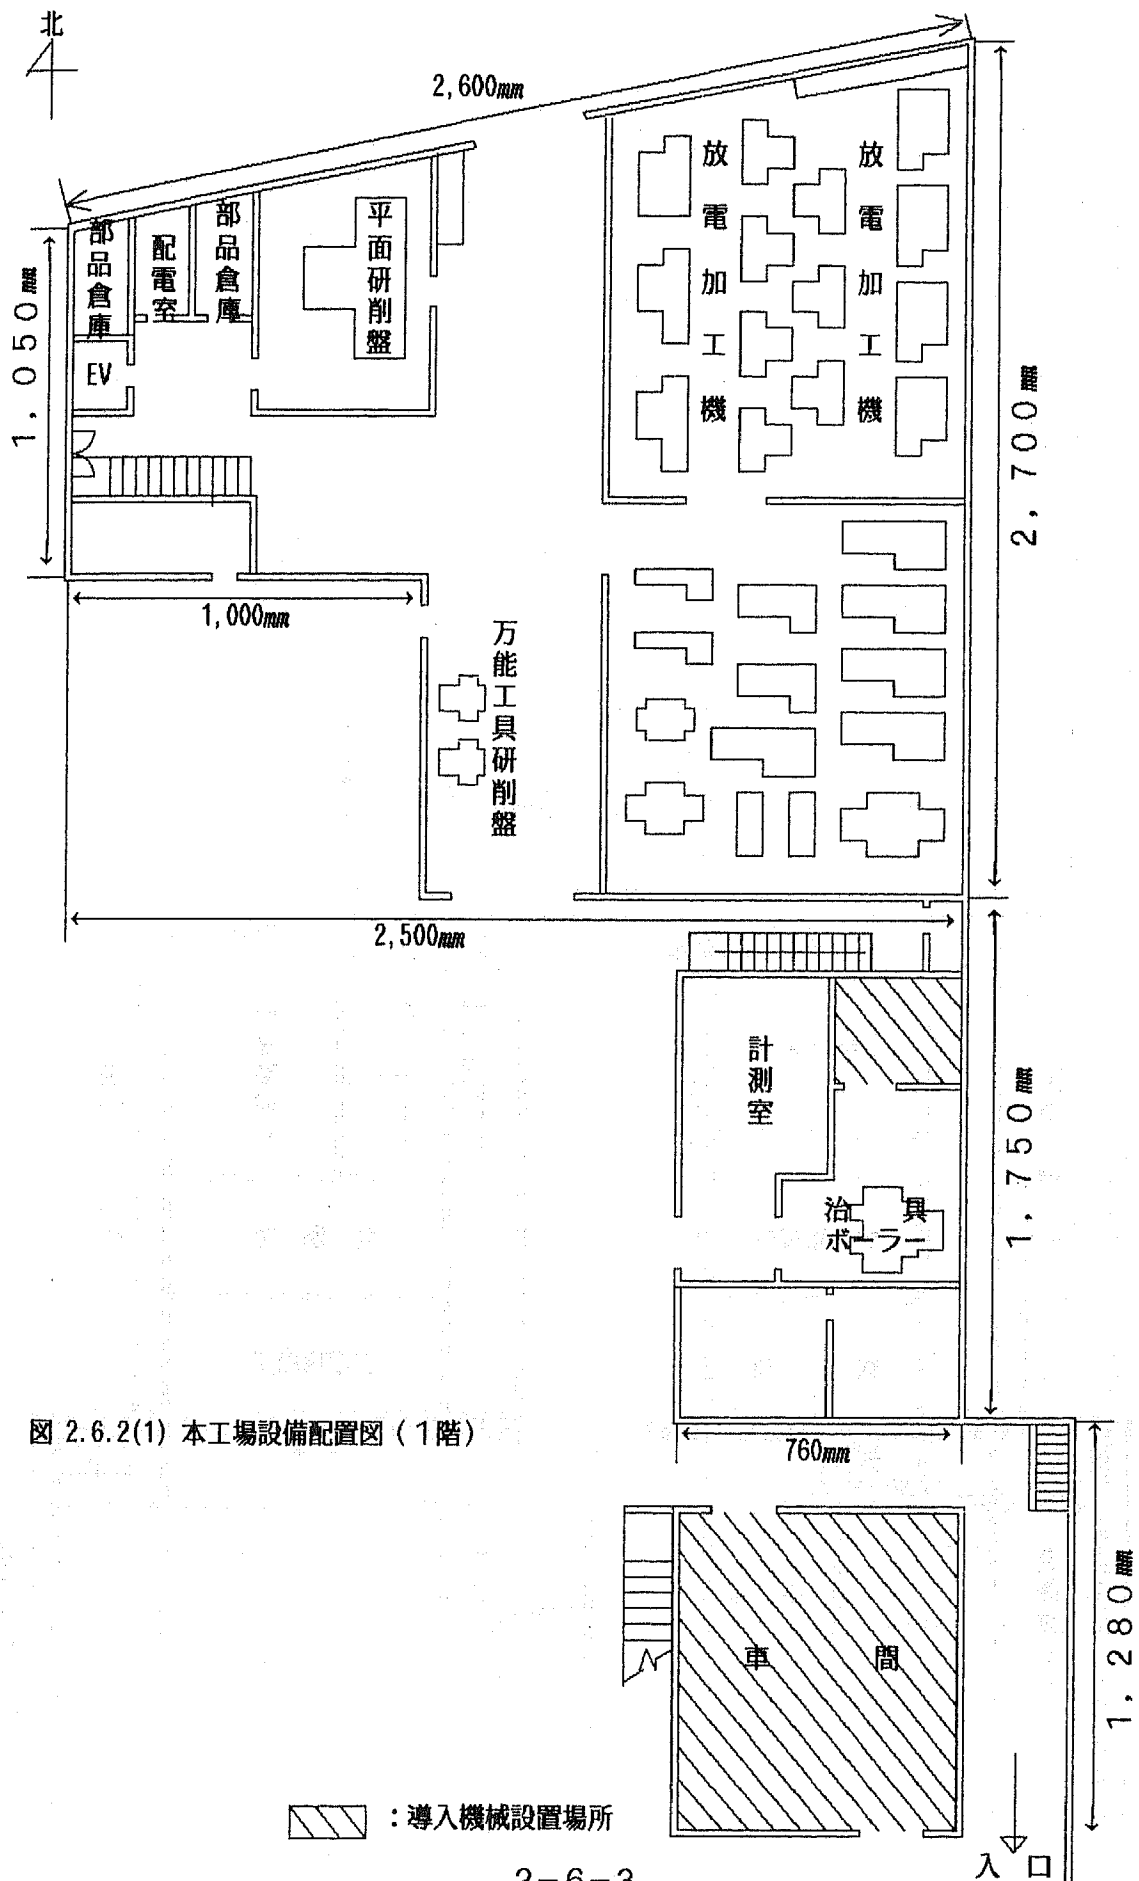 北
2,600mm
部品倉庫
配電室
部品倉庫
平面研削盤
放電加工機
放電加工機
EV
1,050mm
2,700mm
1,000mm
万能工具研削盤
2,500mm
計測室
1,750mm
治具
ボーラー
図 2.6.2(1) 本工場設備配置図（1階）
760mm
車間
1,280mm
：導入機械設置場所
入口
2-6-3